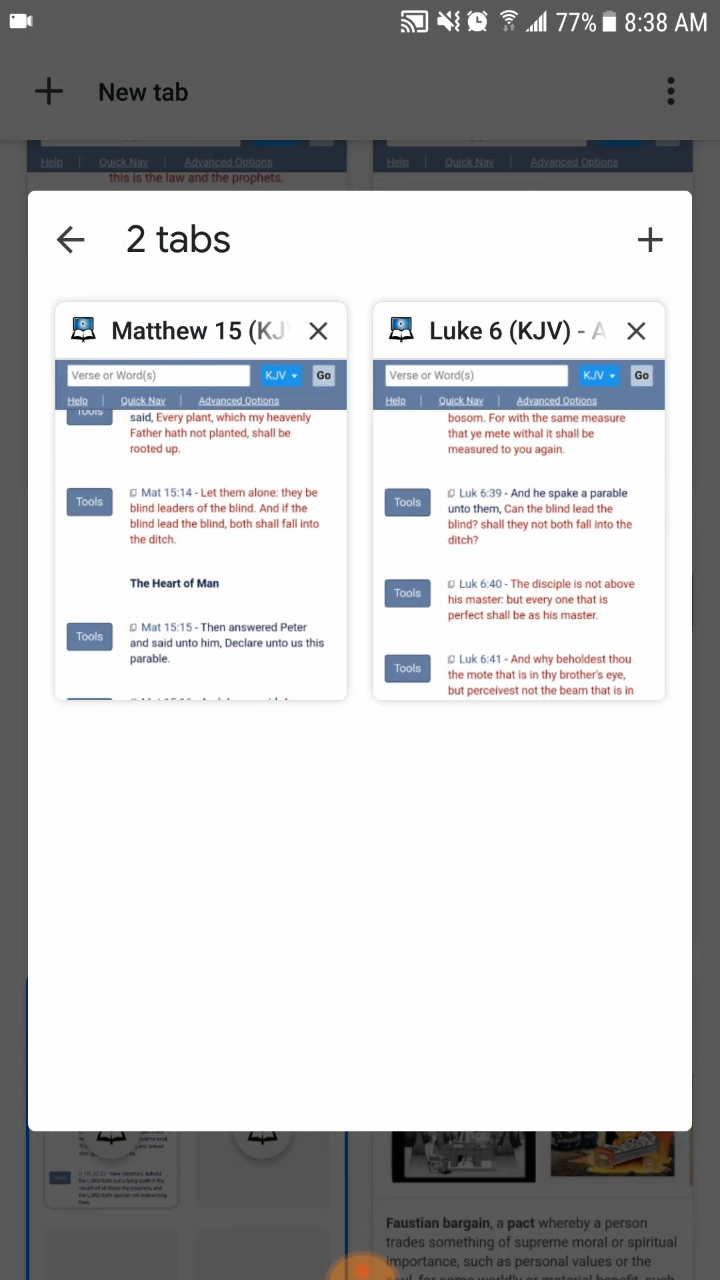 77% 8:38 AM
New tab
Help | Quick Nav | Advanced Options
this is the law and the prophets.
Help | Quick Nav | Advanced Options
2 tabs
Matthew 15 (KJV
Verse or Word(s) KJV Go
Help | Quick Nav | Advanced Options
Tools
said, Every plant, which my heavenly
Father hath not planted, shall be
rooted up.
Tools
Mat 15:14 - Let them alone: they be
blind leaders of the blind. And if the
blind lead the blind, both shall fall into
the ditch.
The Heart of Man
Tools
Mat 15:15 - Then answered Peter
and said unto him, Declare unto us this
parable.
Luke 6 (KJV) - A
Verse or Word(s) KJV Go
Help | Quick Nav | Advanced Options
bosom. For with the same measure
that ye mete withal it shall be
measured to you again.
Tools
Luk 6:39 - And he spake a parable
unto them, Can the blind lead the
blind? shall they not both fall into the
ditch?
Tools
Luk 6:40 - The disciple is not above
his master: but every one that is
perfect shall be as his master.
Tools
Luk 6:41 - And why beholdest thou
the mote that is in thy brother's eye,
but perceivest not the beam that is in
Faustian bargain, a pact whereby a person
trades something of supreme moral or spiritual
importance, such as personal values or the